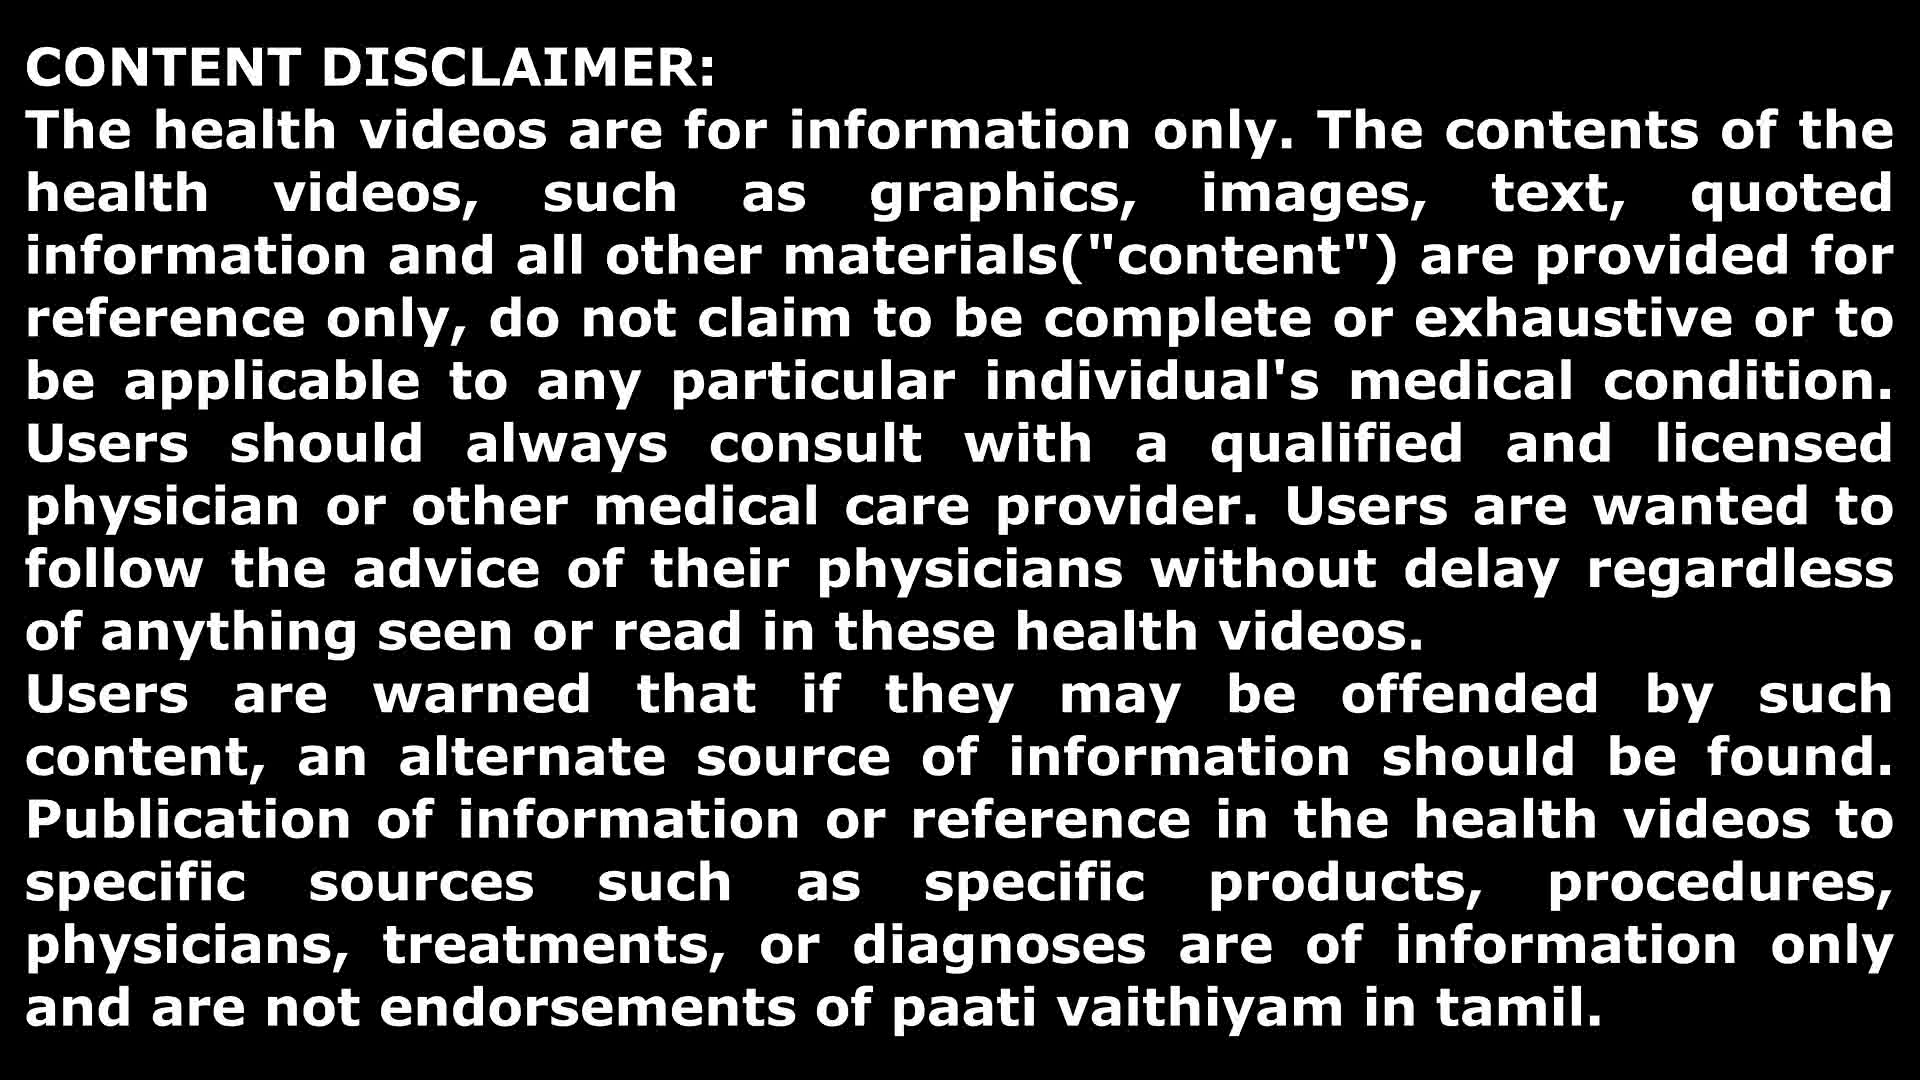 CONTENT DISCLAIMER:
The health videos are for information only. The contents of the
health videos, such as graphics, images, text, quoted
information and all other materials("content") are provided for
reference only, do not claim to be complete or exhaustive or to
be applicable to any particular individual's medical condition.
Users should always consult with a qualified and licensed
physician or other medical care provider. Users are wanted to
follow the advice of their physicians without delay regardless
of anything seen or read in these health videos.
Users are warned that if they may be offended by such
content, an alternate source of information should be found.
Publication of information or reference in the health videos to
specific sources such as specific products, procedures,
physicians, treatments, or diagnoses are of information only
and are not endorsements of paati vaithiyam in tamil.